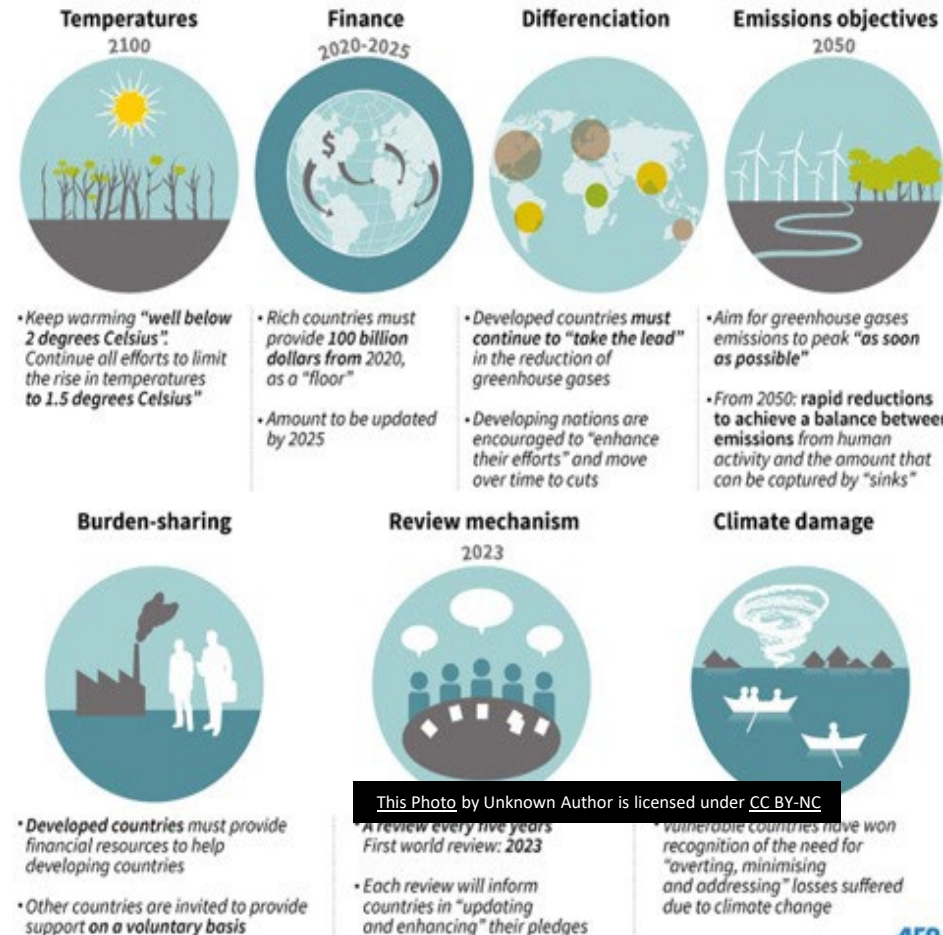 Temperatures
2100
Finance
2020-2025
Differenciation
Emissions objectives
2050
$
• Keep warming “well below
2 degrees Celsius”.
Continue all efforts to limit
the rise in temperatures
to 1.5 degrees Celsius”
• Rich countries must
provide 100 billion
dollars from 2020,
as a “floor”
• Amount to be updated
by 2025
• Developed countries must
continue to “take the lead”
in the reduction of
greenhouse gases
• Developing nations are
encouraged to “enhance
their efforts” and move
over time to cuts
• Aim for greenhouse gases
emissions to peak “as soon
as possible”
• From 2050: rapid reductions
to achieve a balance between
emissions from human
activity and the amount that
can be captured by “sinks”
Burden-sharing
Review mechanism
2023
Climate damage
This Photo by Unknown Author is licensed under CC BY-NC
• Developed countries must provide
financial resources to help
developing countries
• Other countries are invited to provide
support on a voluntary basis
• A review every five years
First world review: 2023
• Each review will inform
countries in “updating
and enhancing” their pledges
• Vulnerable countries have won
recognition of the need for
“averting, minimising
and addressing” losses suffered
due to climate change
AFP